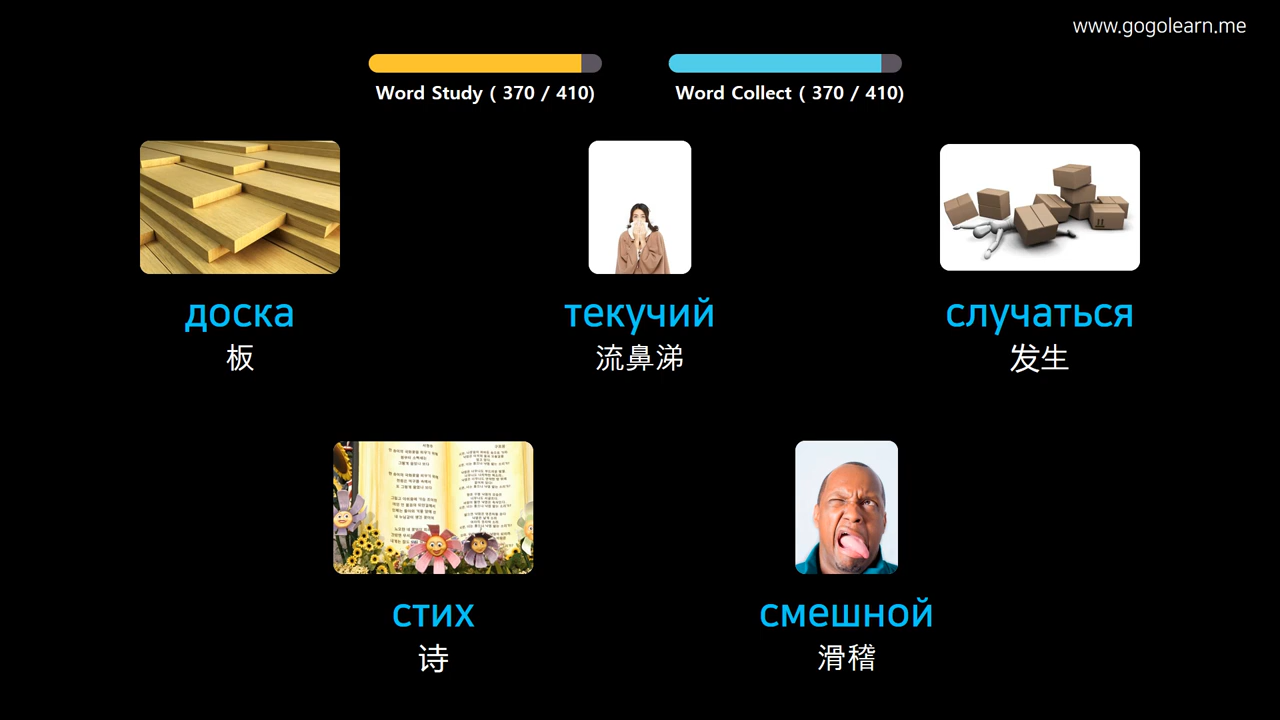 www.gogolearn.me
Word Study ( 370 / 410)
Word Collect ( 370 / 410)
доска
板
текучий
流鼻涕
случаться
发生
стих
诗
смешной
滑稽